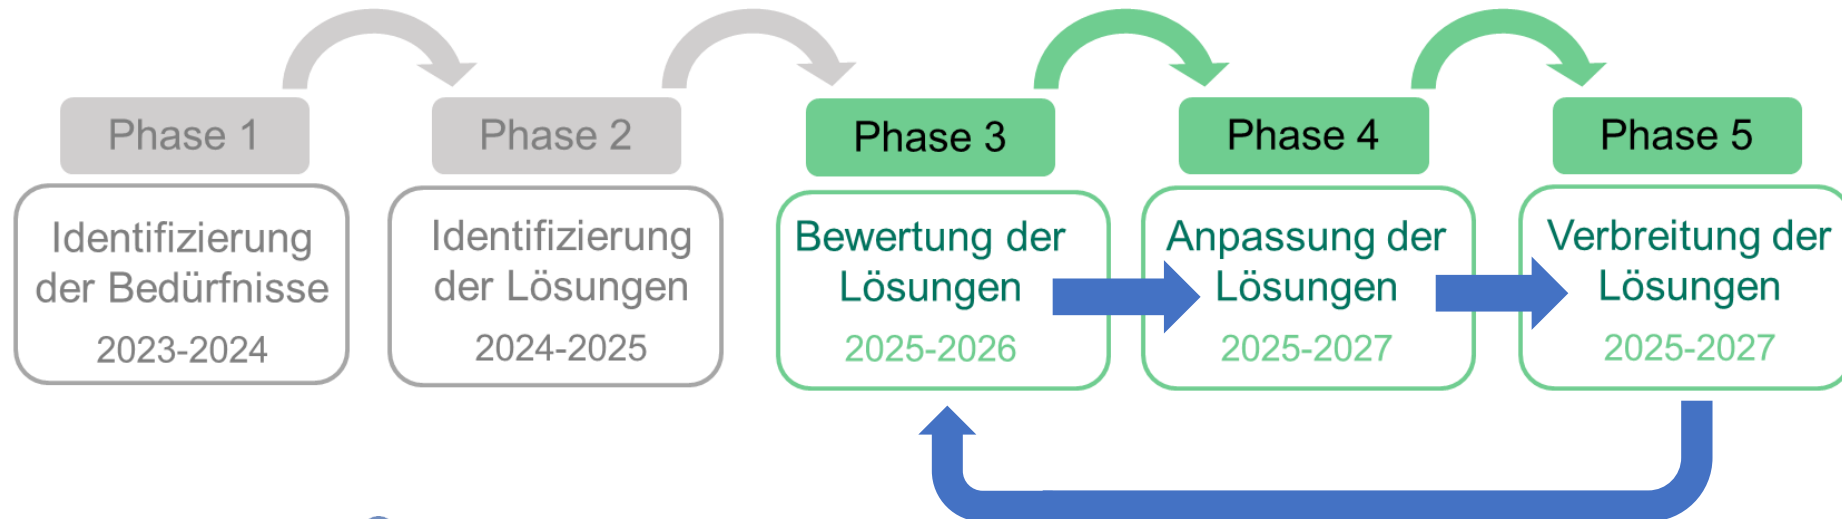 Phase 1
Phase 2
Phase 3
Phase 4
Phase 5
Identifizierung
der Bedürfnisse
2023-2024
Identifizierung
der Lösungen
2024-2025
Bewertung der
Lösungen
2025-2026
Anpassung der
Lösungen
2025-2027
Verbreitung der
Lösungen
2025-2027